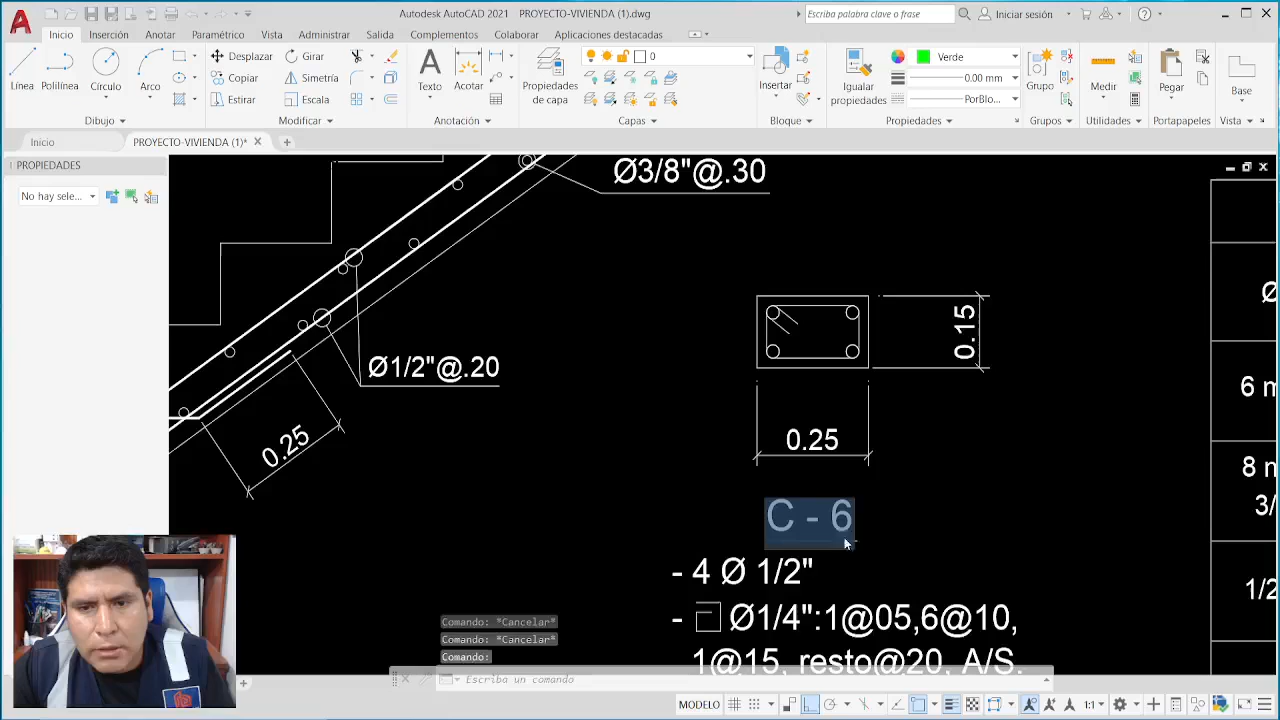 Autodesk AutoCAD 2021 PROYECTO-VIVIENDA (1).dwg
Escriba palabra clave o frase
Iniciar sesión
Inicio Inserción Anotar Paramétrico Vista Administrar Salida Complementos Colaborar Aplicaciones destacadas
Línea Polilínea Círculo Arco
Desplazar Girar
Copiar Simetría
Estirar Escala
Texto Acotar
Propiedades de capa
0
Insertar
Igualar propiedades
Verde
0.00 mm
PorBlo...
Grupo
Medir
Pegar
Base
Dibujo Modificar Anotación Capas Bloque Propiedades Grupos Utilidades Portapapeles Vista
Inicio PROYECTO-VIVIENDA (1)*
PROPIEDADES
No hay sele...
Ø3/8"@.30
Ø1/2"@.20
0.25
0.15
0.25
C - 6
- 4 Ø 1/2"
- Ø1/4":1@05,6@10,
1@15, resto@20, A/S.
6 m
8 m
3/
1/2
Comando: *Cancelar*
Comando: *Cancelar*
Comando:
Escriba un comando
MODELO
1:1